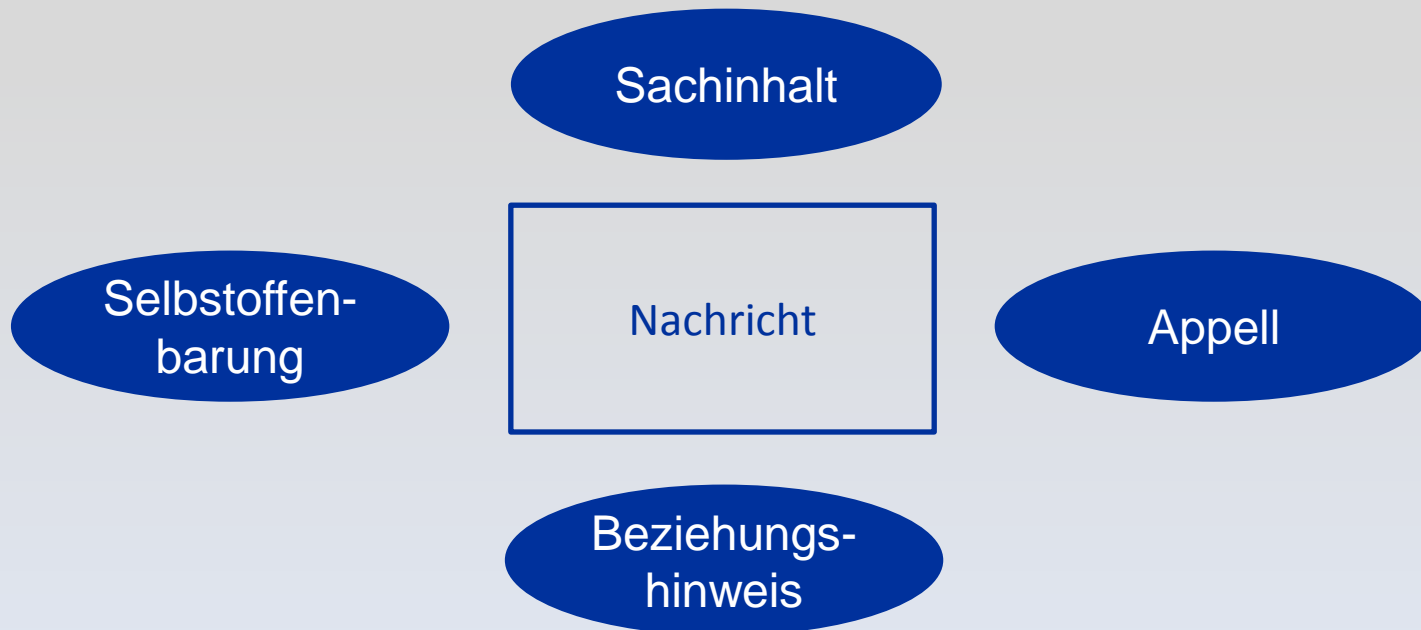 Sachinhalt
Selbstoffen-
barung
Nachricht
Appell
Beziehungs-
hinweis